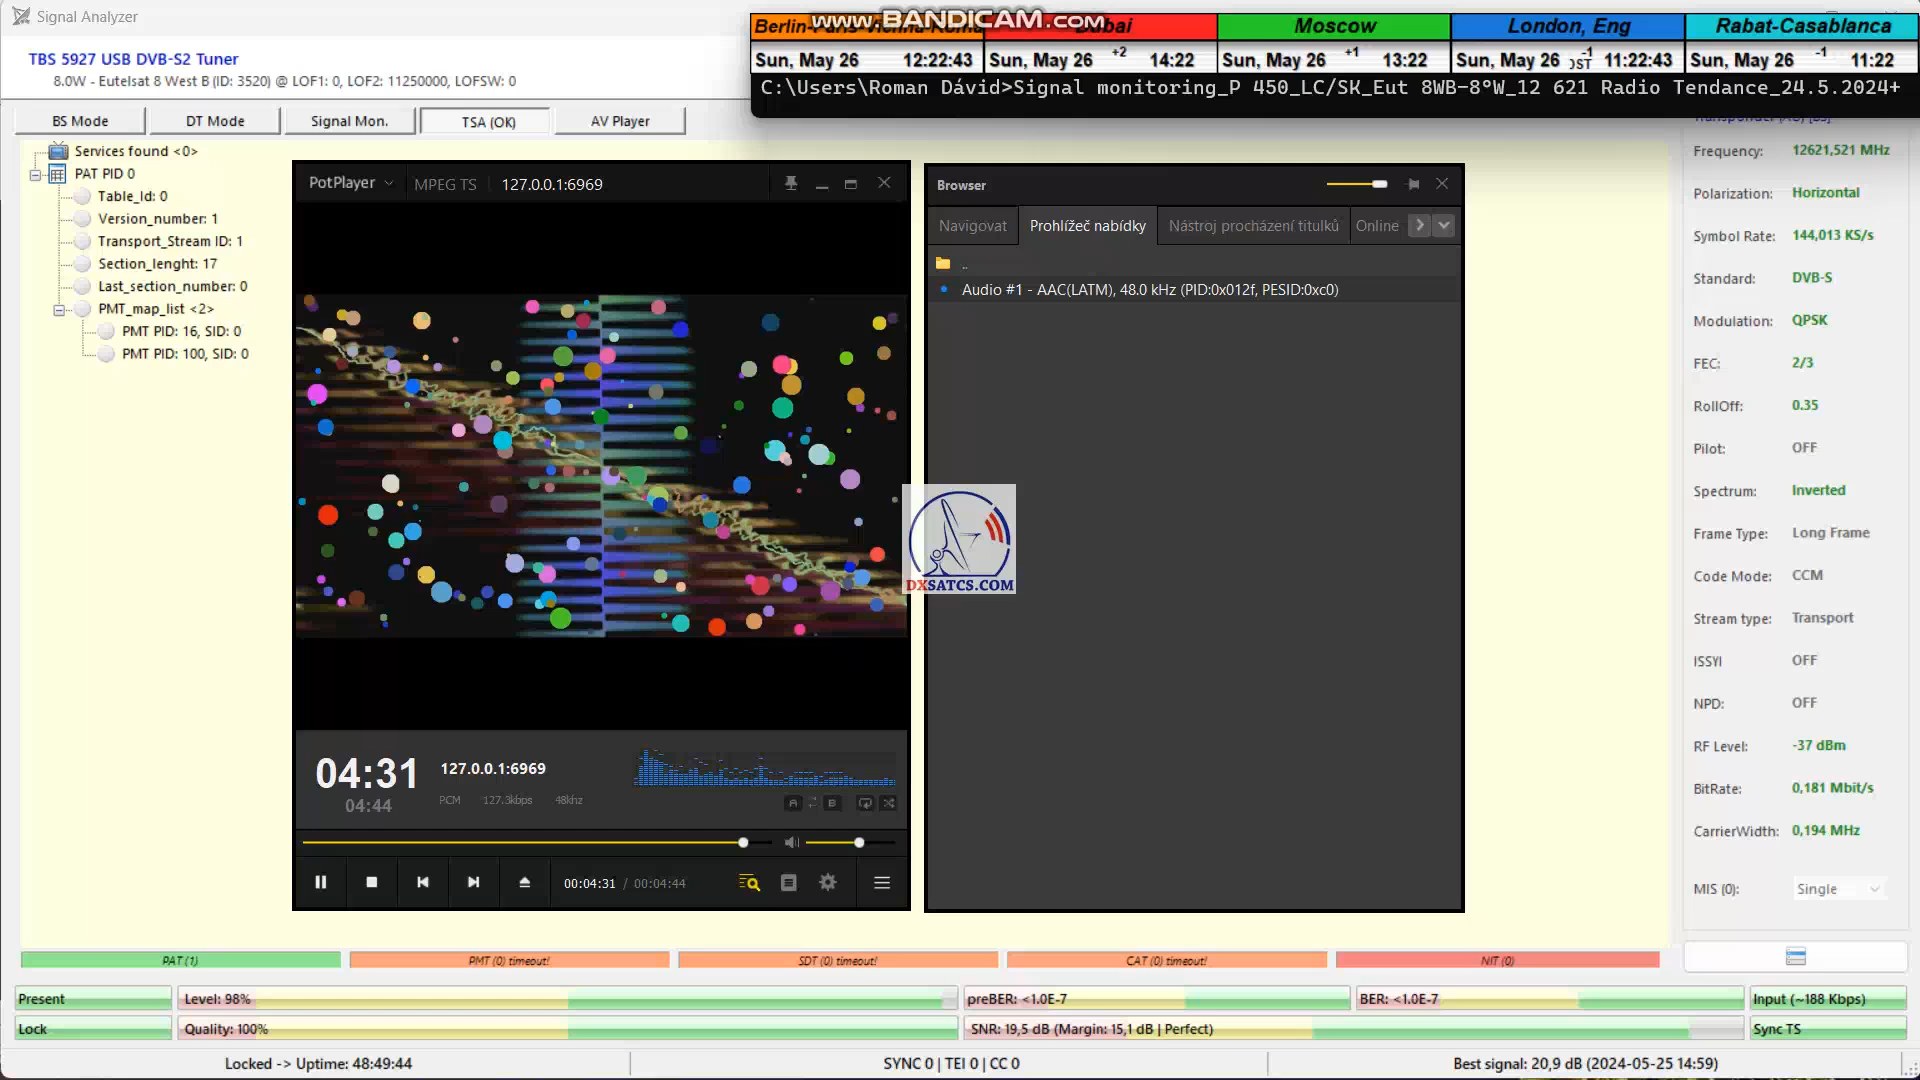 Signal Analyzer
www.BANDICAM.com
Moscow
London, Eng
Rabat-Casablanca
Sun, May 26 12:22:43
Sun, May 26 +2 14:22
Sun, May 26 +1 13:22
Sun, May 26 -1 DST 11:22:43
Sun, May 26 -1 11:22
TBS 5927 USB DVB-S2 Tuner
8.0W - Eutelsat 8 West B (ID: 3520) @ LOF1: 0, LOF2: 11250000, LOFSW: 0
C:\Users\Roman Dávid>Signal monitoring_P 450_LC/SK_Eut 8WB-8°W_12 621 Radio Tendance_24.5.2024+
BS Mode
DT Mode
Signal Mon.
TSA (OK)
AV Player
Services found <0>
PAT PID 0
Table_Id: 0
Version_number: 1
Transport_Stream ID: 1
Section_lenght: 17
Last_section_number: 0
PMT_map_list <2>
PMT PID: 16, SID: 0
PMT PID: 100, SID: 0
PotPlayer
MPEG TS
127.0.0.1:6969
04:31
04:44
127.0.0.1:6969
PCM 127.3kbps 48khz
A B
00:04:31 / 00:04:44
Browser
Navigovat
Prohlížeč nabídky
Nástroj procházení titulků
Online
..
Audio #1 - AAC(LATM), 48.0 kHz (PID:0x012f, PESID:0xc0)
DXSATCS.COM
Frequency: 12621,521 MHz
Polarization: Horizontal
Symbol Rate: 144,013 KS/s
Standard: DVB-S
Modulation: QPSK
FEC: 2/3
RollOff: 0.35
Pilot: OFF
Spectrum: Inverted
Frame Type: Long Frame
Code Mode: CCM
Stream type: Transport
ISSYI OFF
NPD: OFF
RF Level: -37 dBm
BitRate: 0,181 Mbit/s
CarrierWidth: 0,194 MHz
MIS (0): Single
PAT (1)
PMT (0) timeout!
SDT (0) timeout!
CAT (0) timeout!
NIT (0)
Present
Level: 98%
preBER: <1.0E-7
BER: <1.0E-7
Input (~188 Kbps)
Lock
Quality: 100%
SNR: 19,5 dB (Margin: 15,1 dB | Perfect)
Sync TS
Locked -> Uptime: 48:49:44
SYNC 0 | TEI 0 | CC 0
Best signal: 20,9 dB (2024-05-25 14:59)